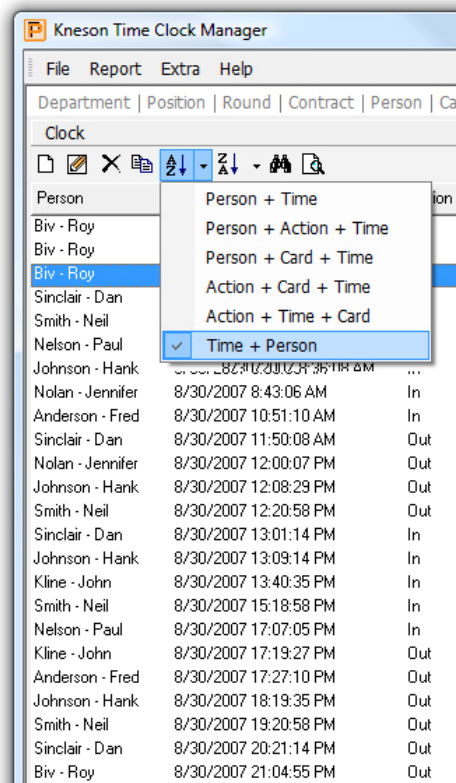 Kneson Time Clock Manager
File Report Extra Help
Department | Position | Round | Contract | Person | Ca
Clock
Person
ion
Person + Time
Person + Action + Time
Person + Card + Time
Action + Card + Time
Action + Time + Card
Time + Person
Biv - Roy
Biv - Roy
Biv - Roy
Sinclair - Dan
Smith - Neil
Nelson - Paul
Johnson - Hank
Nolan - Jennifer 8/30/2007 8:43:06 AM In
Anderson - Fred 8/30/2007 10:51:10 AM In
Sinclair - Dan 8/30/2007 11:50:08 AM Out
Nolan - Jennifer 8/30/2007 12:00:07 PM Out
Johnson - Hank 8/30/2007 12:08:29 PM Out
Smith - Neil 8/30/2007 12:20:58 PM Out
Sinclair - Dan 8/30/2007 13:01:14 PM In
Johnson - Hank 8/30/2007 13:09:14 PM In
Kline - John 8/30/2007 13:40:35 PM In
Smith - Neil 8/30/2007 15:18:58 PM In
Nelson - Paul 8/30/2007 17:07:05 PM In
Kline - John 8/30/2007 17:19:27 PM Out
Anderson - Fred 8/30/2007 17:27:10 PM Out
Johnson - Hank 8/30/2007 18:19:35 PM Out
Smith - Neil 8/30/2007 19:20:58 PM Out
Sinclair - Dan 8/30/2007 20:21:14 PM Out
Biv - Roy 8/30/2007 21:04:55 PM Out